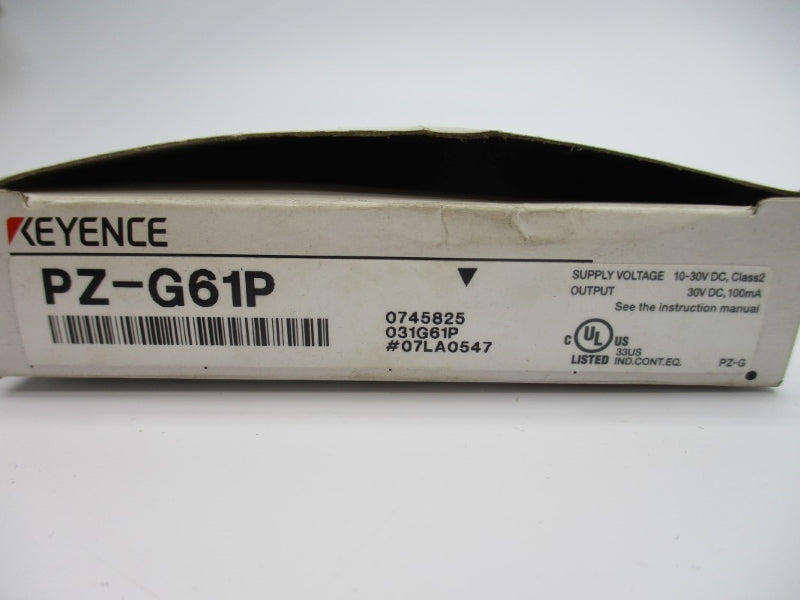 KEYENCE
PZ-G61P
0745825
031G61P
#07LA0547
SUPPLY VOLTAGE 10-30V DC, Class2
OUTPUT 30V DC, 100mA
See the instruction manual
C UL US
LISTED 33US
IND.CONT.EQ.
PZ-G